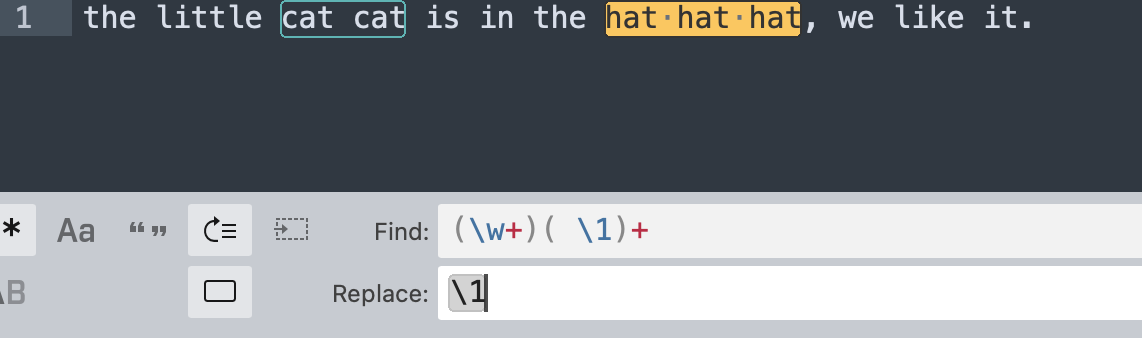 1 the little cat cat is in the hat·hat·hat, we like it.
* Aa “” Find: (\w+)( \1)+
AB Replace: \1